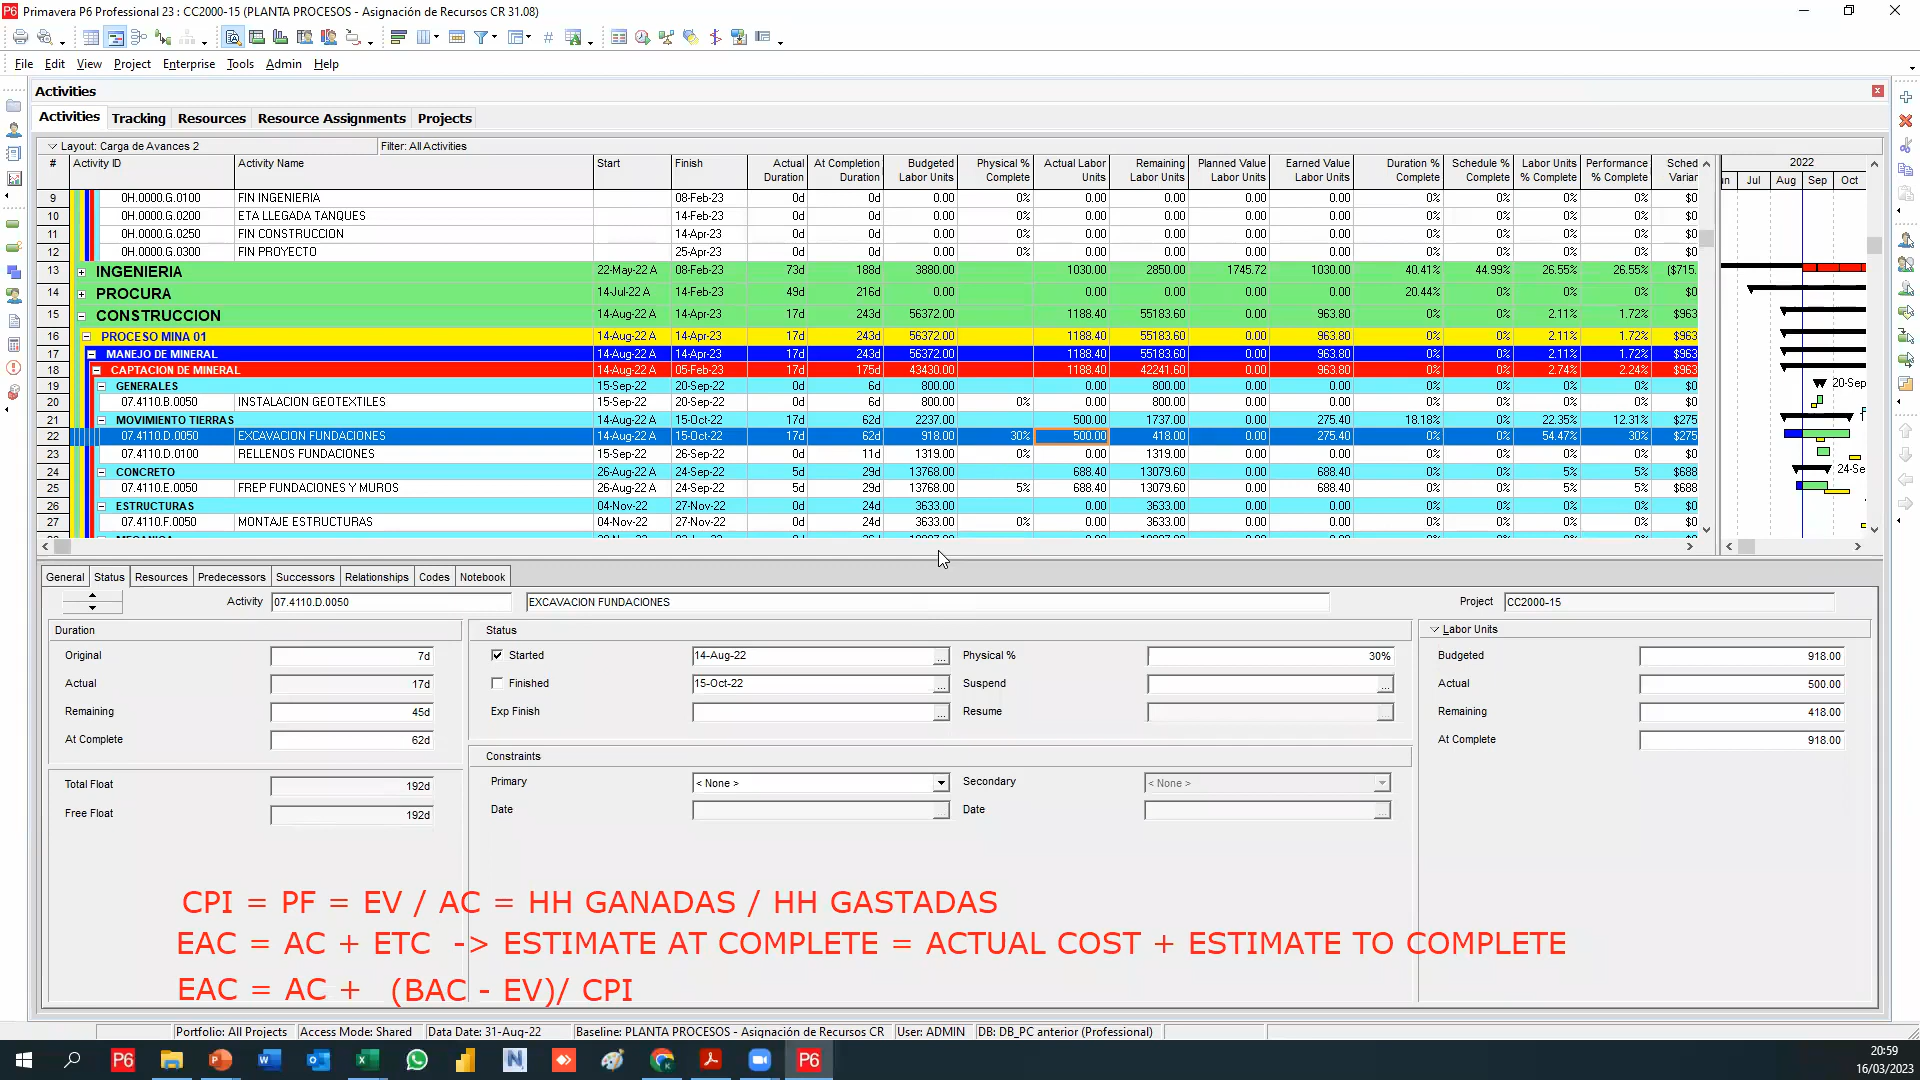 Primavera P6 Professional 23 : CC2000-15 (PLANTA PROCESOS - Asignación de Recursos CR 31.08)
File Edit View Project Enterprise Tools Admin Help
Activities
Activities Tracking Resources Resource Assignments Projects
Layout: Carga de Avances 2 Filter: All Activities
# Activity ID Activity Name Start Finish Actual Duration At Completion Duration Budgeted Labor Units Physical % Complete Actual Labor Units Remaining Labor Units Planned Value Labor Units Earned Value Labor Units Duration % Complete Schedule % Complete Labor Units % Complete Performance % Complete Sched Variar 2022
Jul Aug Sep Oct
9 0H.0000.G.0100 FIN INGENIERIA 08-Feb-23 0d 0d 0.00 0% 0.00 0.00 0.00 0.00 0% 0% 0% 0% $0
10 0H.0000.G.0200 ETA LLEGADA TANQUES 14-Feb-23 0d 0d 0.00 0% 0.00 0.00 0.00 0.00 0% 0% 0% 0% $0
11 0H.0000.G.0250 FIN CONSTRUCCION 14-Apr-23 0d 0d 0.00 0% 0.00 0.00 0.00 0.00 0% 0% 0% 0% $0
12 0H.0000.G.0300 FIN PROYECTO 25-Apr-23 0d 0d 0.00 0% 0.00 0.00 0.00 0.00 0% 0% 0% 0% $0
13 INGENIERIA 22-May-22 A 08-Feb-23 73d 188d 3880.00 1030.00 2850.00 1745.72 1030.00 40.41% 44.99% 26.55% 26.55% ($715.
14 PROCURA 14-Jul-22 A 14-Feb-23 49d 216d 0.00 0.00 0.00 0.00 0.00 20.44% 0% 0% 0% $0
15 CONSTRUCCION 14-Aug-22 A 14-Apr-23 17d 243d 56372.00 1188.40 55183.60 0.00 963.80 0% 0% 2.11% 1.72% $963
16 PROCESO MINA 01 14-Aug-22 A 14-Apr-23 17d 243d 56372.00 1188.40 55183.60 0.00 963.80 0% 0% 2.11% 1.72% $963
17 MANEJO DE MINERAL 14-Aug-22 A 14-Apr-23 17d 243d 56372.00 1188.40 55183.60 0.00 963.80 0% 0% 2.11% 1.72% $963
18 CAPTACION DE MINERAL 14-Aug-22 A 05-Feb-23 17d 175d 43430.00 1188.40 42241.60 0.00 963.80 0% 0% 2.74% 2.24% $963
19 GENERALES 15-Sep-22 20-Sep-22 0d 6d 800.00 0.00 800.00 0.00 0.00 0% 0% 0% 0% $0 20-Sep
20 07.4110.B.0050 INSTALACION GEOTEXTILES 15-Sep-22 20-Sep-22 0d 6d 800.00 0% 0.00 800.00 0.00 0.00 0% 0% 0% 0% $0
21 MOVIMIENTO TIERRAS 14-Aug-22 A 15-Oct-22 17d 62d 2237.00 500.00 1737.00 0.00 275.40 18.18% 0% 22.35% 12.31% $275
22 07.4110.D.0050 EXCAVACION FUNDACIONES 14-Aug-22 A 15-Oct-22 17d 62d 918.00 30% 500.00 418.00 0.00 275.40 0% 0% 54.47% 30% $275
23 07.4110.D.0100 RELLENOS FUNDACIONES 15-Sep-22 26-Sep-22 0d 11d 1319.00 0% 0.00 1319.00 0.00 0.00 0% 0% 0% 0% $0
24 CONCRETO 26-Aug-22 A 24-Sep-22 5d 29d 13768.00 688.40 13079.60 0.00 688.40 0% 0% 5% 5% $688 24-Se
25 07.4110.E.0050 FREP FUNDACIONES Y MUROS 26-Aug-22 A 24-Sep-22 5d 29d 13768.00 5% 688.40 13079.60 0.00 688.40 0% 0% 5% 5% $688
26 ESTRUCTURAS 04-Nov-22 27-Nov-22 0d 24d 3633.00 0.00 3633.00 0.00 0.00 0% 0% 0% 0% $0
27 07.4110.F.0050 MONTAJE ESTRUCTURAS 04-Nov-22 27-Nov-22 0d 24d 3633.00 0% 0.00 3633.00 0.00 0.00 0% 0% 0% 0% $0
General Status Resources Predecessors Successors Relationships Codes Notebook
Activity 07.4110.D.0050 EXCAVACION FUNDACIONES Project CC2000-15
Duration Status Labor Units
Original 7d Started 14-Aug-22 Physical % 30% Budgeted 918.00
Actual 17d Finished 15-Oct-22 Suspend Actual 500.00
Remaining 45d Exp Finish Resume Remaining 418.00
At Complete 62d At Complete 918.00
Constraints
Total Float 192d Primary < None > Secondary < None >
Free Float 192d Date Date
CPI = PF = EV / AC = HH GANADAS / HH GASTADAS
EAC = AC + ETC -> ESTIMATE AT COMPLETE = ACTUAL COST + ESTIMATE TO COMPLETE
EAC = AC + (BAC - EV)/ CPI
Portfolio: All Projects Access Mode: Shared Data Date: 31-Aug-22 Baseline: PLANTA PROCESOS - Asignación de Recursos CR User: ADMIN DB: DB_PC anterior (Professional)
20:59
16/03/2023